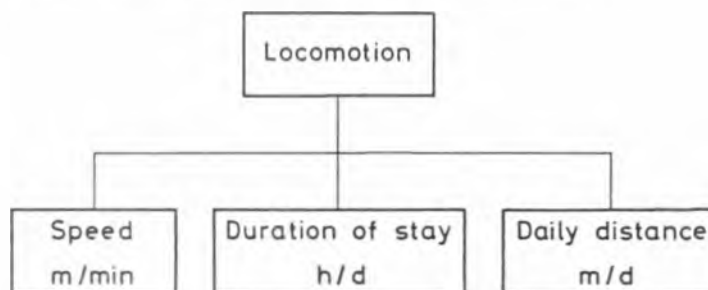 Locomotion
Speed
m/min
Duration of stay
h/d
Daily distance
m/d